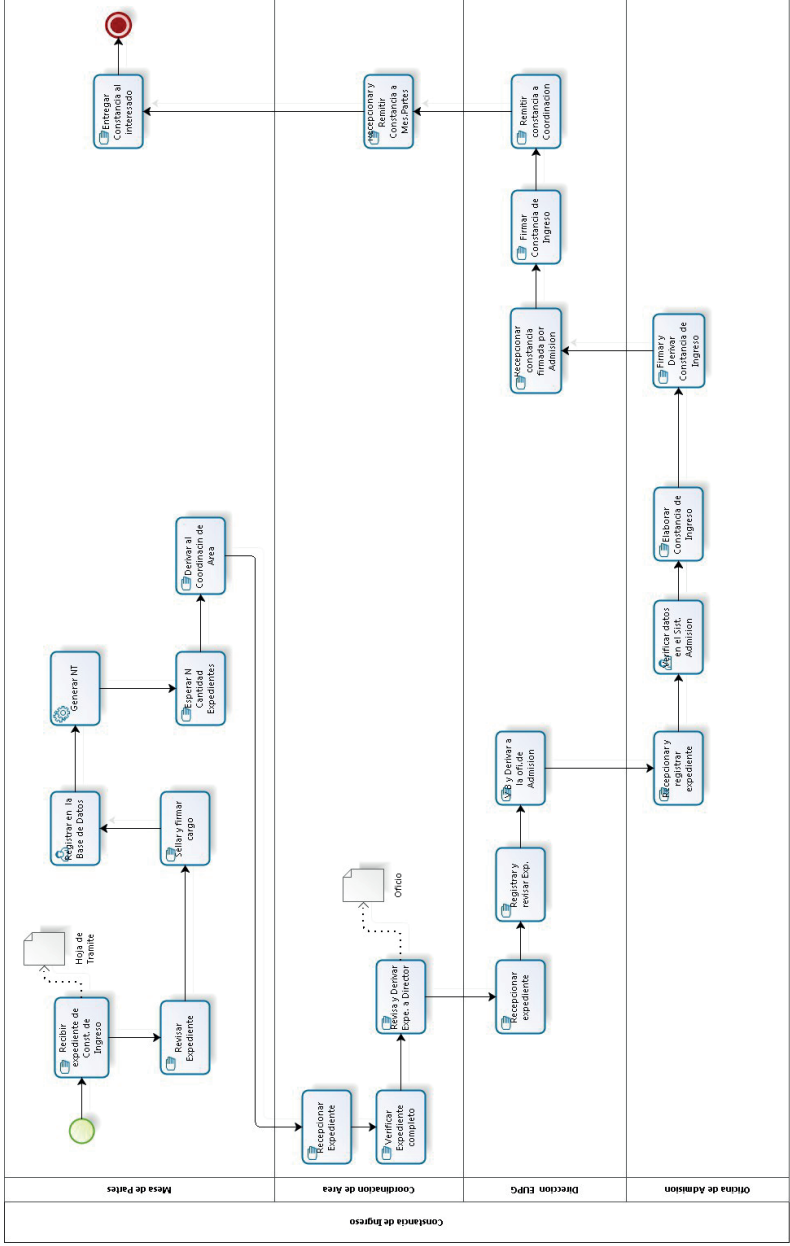 Constancia de Ingreso
Mesa de Partes
Recibir
expediente de
Const. de
Ingreso
Hoja de
Tramite
Revisar
Expediente
Sellar y firmar
cargo
Registrar en la
Base de Datos
Generar NT
Esperar N
Cantidad
Expedientes
Derivar al
Coordinacin de
Area
Entregar
Constancia al
interesado
Coordinacion de Area
Recepcionar
Expediente
Verificar
Expediente
completo
Revisa y Derivar
Expe. a Director
Oficio
Recepcionar y
Remitir
Constancia a
Mes.Partes
Direccion EUPG
Recepcionar
expediente
Registrar y
revisar Exp.
y Derivar a
la ofi.de
Admision
Recepcionar
constancia
firmada por
Admision
Firmar
Constancia de
Ingreso
Remitir
constancia a
Coordinacion
Oficina de Admision
Recepcionar y
registrar
expediente
Verificar datos
en el Sist.
Admision
Elaborar
Constancia de
Ingreso
Firmar y
Derivar
Constancia de
Ingreso